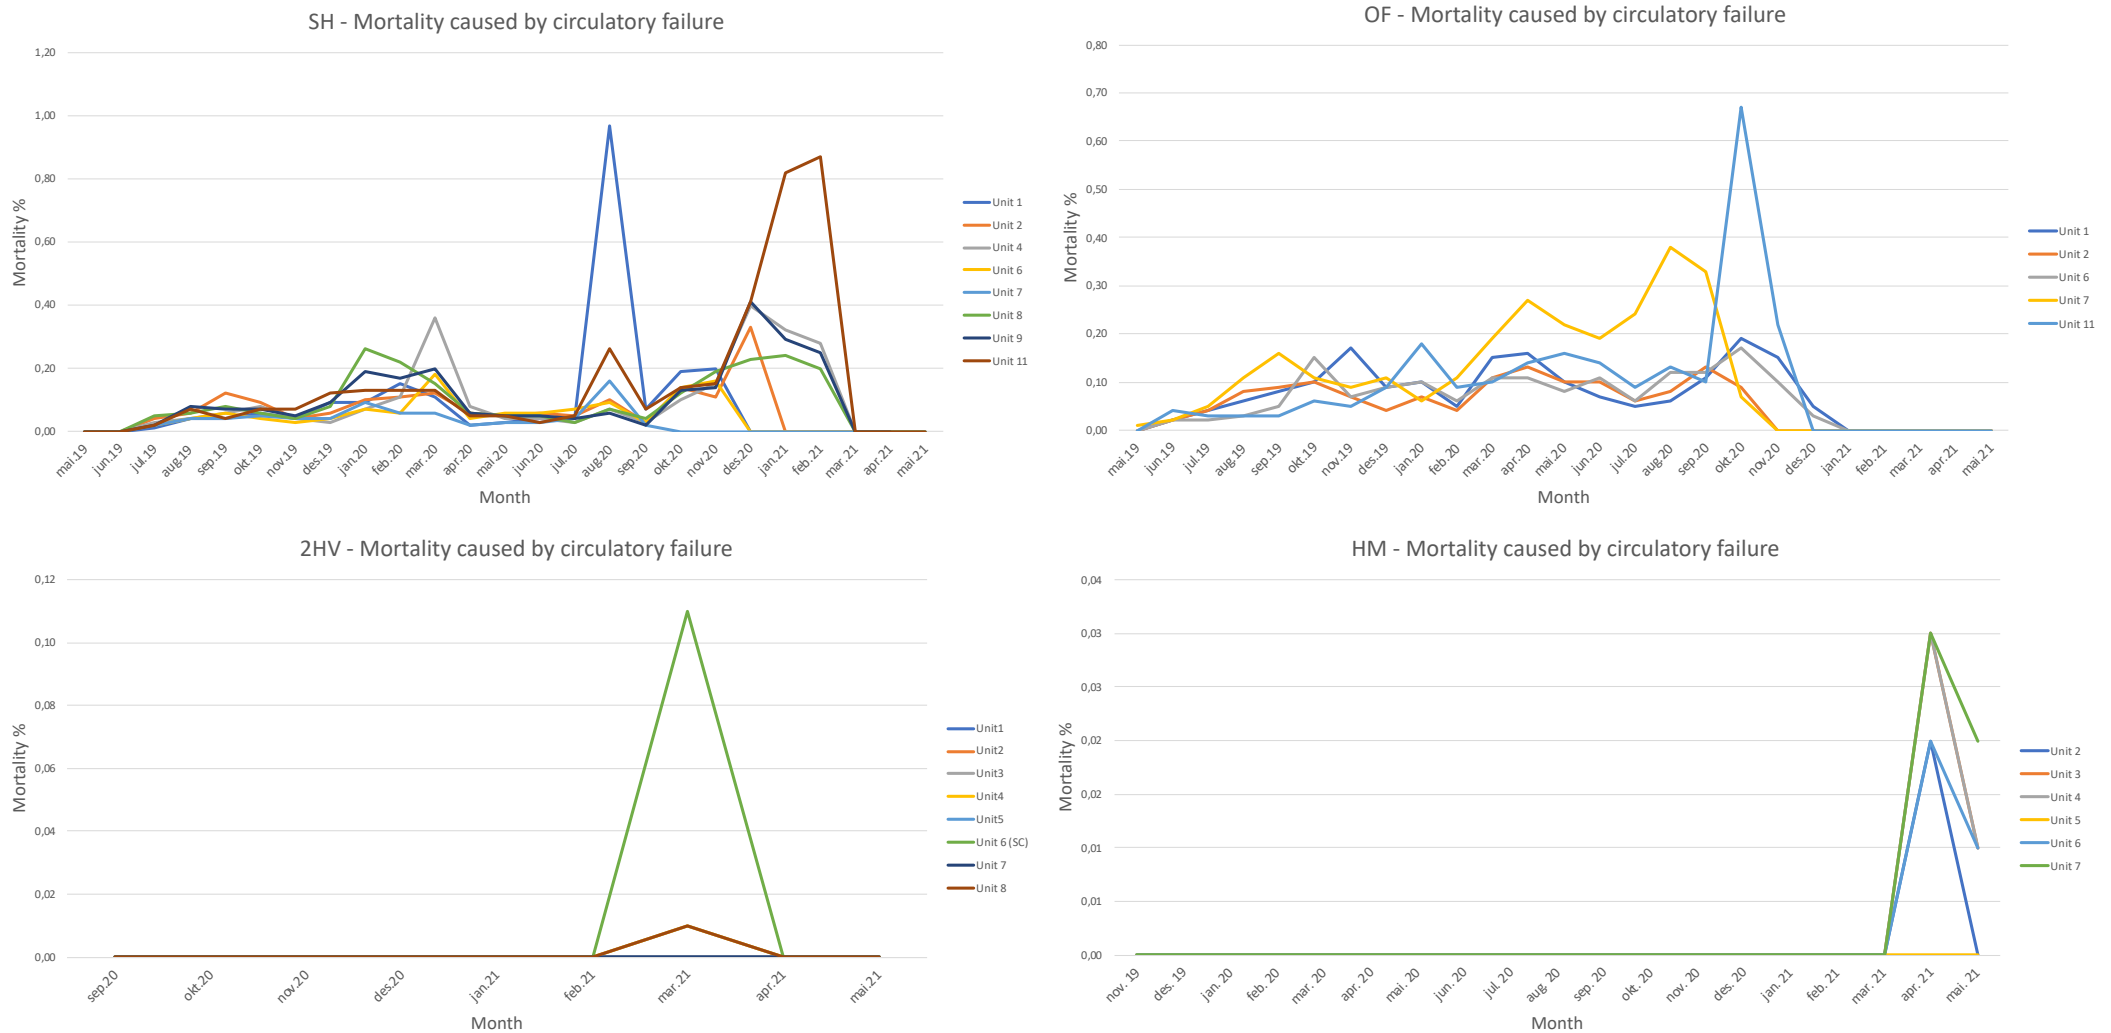 SH - Mortality caused by circulatory failure
1,20
1,00
0,80
0,60
0,40
0,20
0,00
Mortality %
mai.19
jun.19
jul.19
aug.19
sep.19
okt.19
nov.19
des.19
jan.20
feb.20
mar.20
apr.20
mai.20
jun.20
jul.20
aug.20
sep.20
okt.20
nov.20
des.20
jan.21
feb.21
mar.21
apr.21
mai.21
Month
Unit 1
Unit 2
Unit 4
Unit 6
Unit 7
Unit 8
Unit 9
Unit 11
OF - Mortality caused by circulatory failure
0,80
0,70
0,60
0,50
0,40
0,30
0,20
0,10
0,00
Mortality %
mai.19
jun.19
jul.19
aug.19
sep.19
okt.19
nov.19
des.19
jan.20
feb.20
mar.20
apr.20
mai.20
jun.20
jul.20
aug.20
sep.20
okt.20
nov.20
des.20
jan.21
feb.21
mar.21
apr.21
mai.21
Month
Unit 1
Unit 2
Unit 6
Unit 7
Unit 11
2HV - Mortality caused by circulatory failure
0,12
0,10
0,08
0,06
0,04
0,02
0,00
Mortality %
sep.20
okt.20
nov.20
des.20
jan.21
feb.21
mar.21
apr.21
mai.21
Month
Unit1
Unit2
Unit3
Unit4
Unit5
Unit 6 (SC)
Unit 7
Unit 8
HM - Mortality caused by circulatory failure
0,04
0,03
0,03
0,02
0,02
0,01
0,01
0,00
Mortality %
nov. 19
des. 19
jan. 20
feb. 20
mar. 20
apr. 20
mai. 20
jun. 20
jul. 20
aug. 20
sep. 20
okt. 20
nov. 20
des. 20
jan. 21
feb. 21
mar. 21
apr. 21
mai. 21
Month
Unit 2
Unit 3
Unit 4
Unit 5
Unit 6
Unit 7